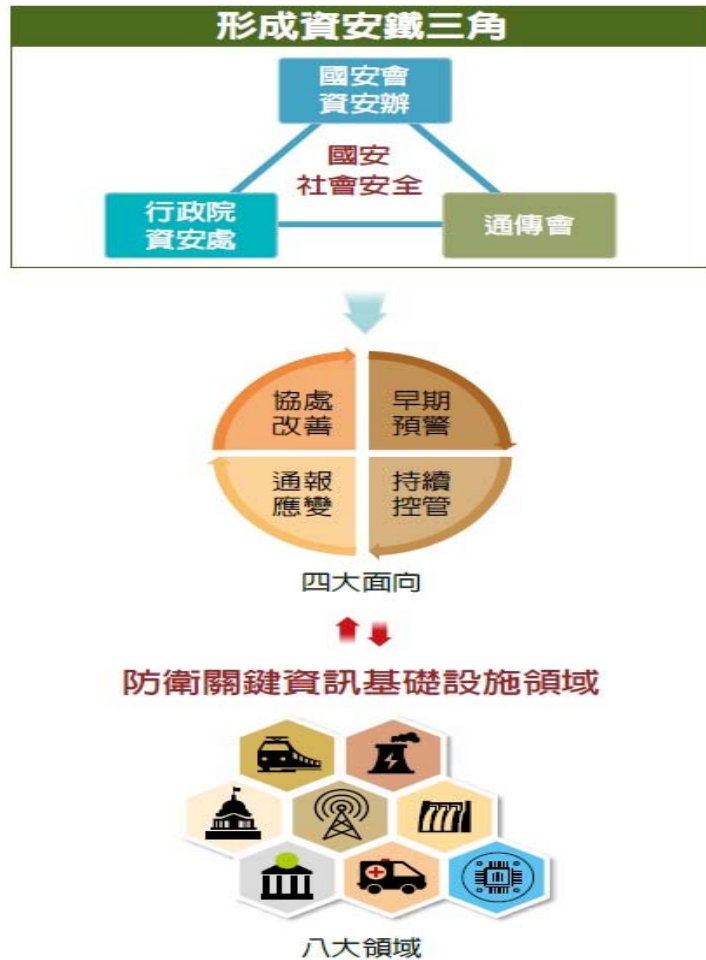 形成資安鐵三角
國安會
資安辦
國安
社會安全
行政院
資安處
通傳會
協處
改善
早期
預警
通報
應變
持續
控管
四大面向
防衛關鍵資訊基礎設施領域
八大領域